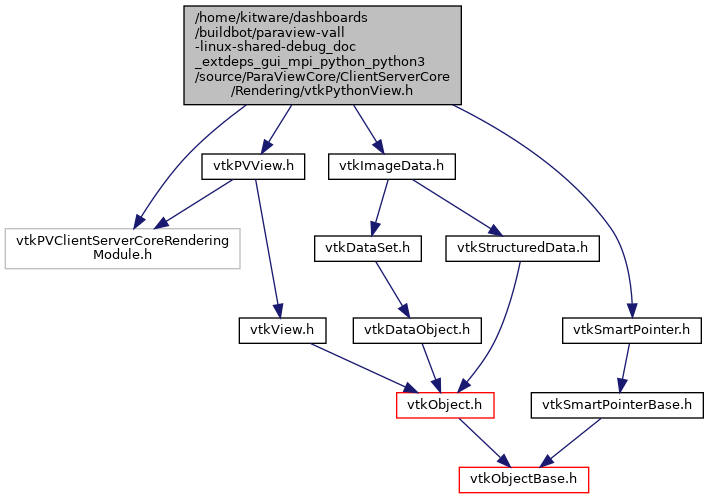 /home/kitware/dashboards
/buildbot/paraview-vall
-linux-shared-debug_doc
_extdeps_gui_mpi_python_python3
/source/ParaViewCore/ClientServerCore
/Rendering/vtkPythonView.h
vtkPVView.h
vtkImageData.h
vtkPVClientServerCoreRendering
Module.h
vtkDataSet.h
vtkStructuredData.h
vtkView.h
vtkDataObject.h
vtkSmartPointer.h
vtkObject.h
vtkSmartPointerBase.h
vtkObjectBase.h